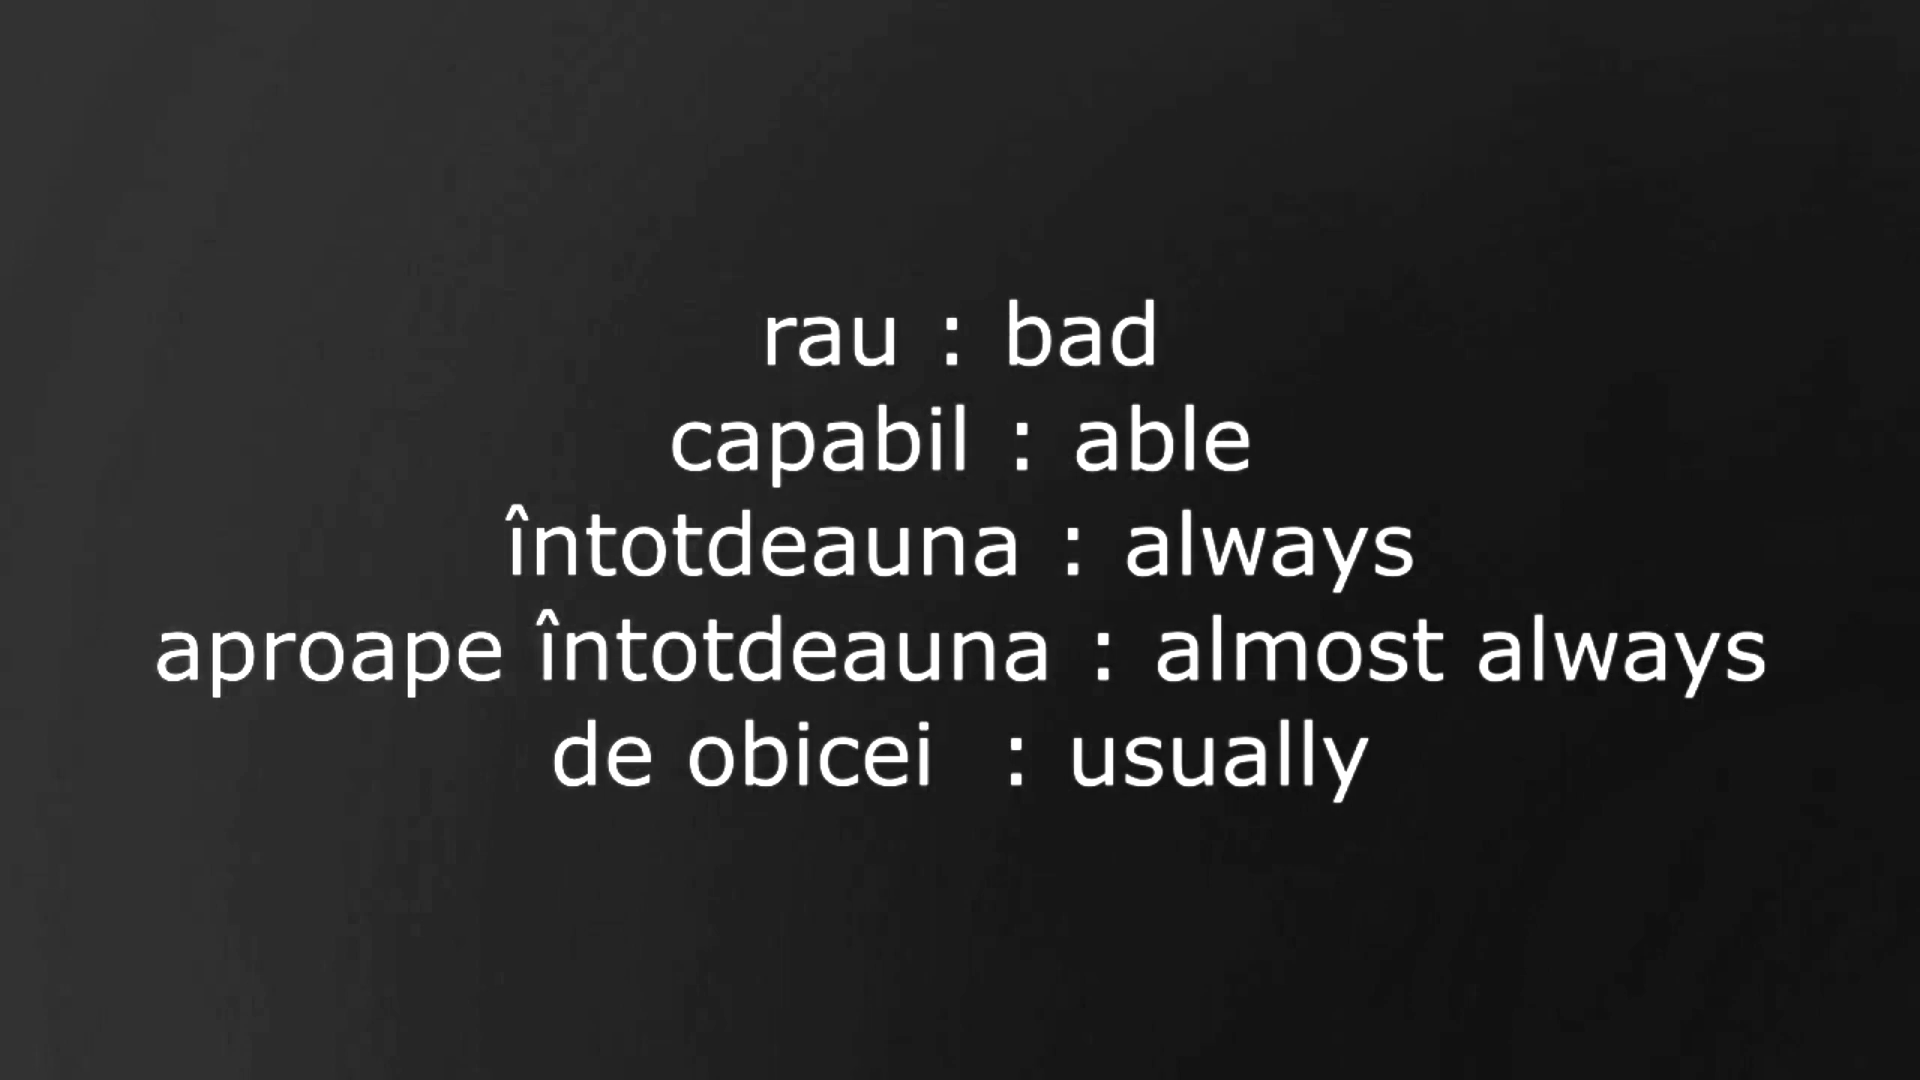 rau : bad
capabil : able
întotdeauna : always
aproape întotdeauna : almost always
de obicei  : usually